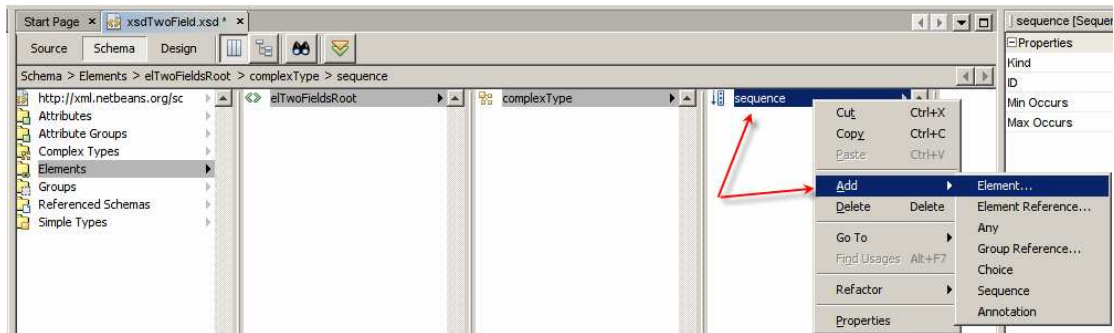 Start Page
xsdTwoField.xsd *
sequence [Sequen
Source
Schema
Design
Properties
Schema > Elements > elTwoFieldsRoot > complexType > sequence
Kind
ID
Min Occurs
Max Occurs
http://xml.netbeans.org/sc
Attributes
Attribute Groups
Complex Types
Elements
Groups
Referenced Schemas
Simple Types
elTwoFieldsRoot
complexType
sequence
Cut Ctrl+X
Copy Ctrl+C
Paste Ctrl+V
Add
Delete Delete
Go To
Find Usages Alt+F7
Refactor
Properties
Element...
Element Reference...
Any
Group Reference...
Choice
Sequence
Annotation